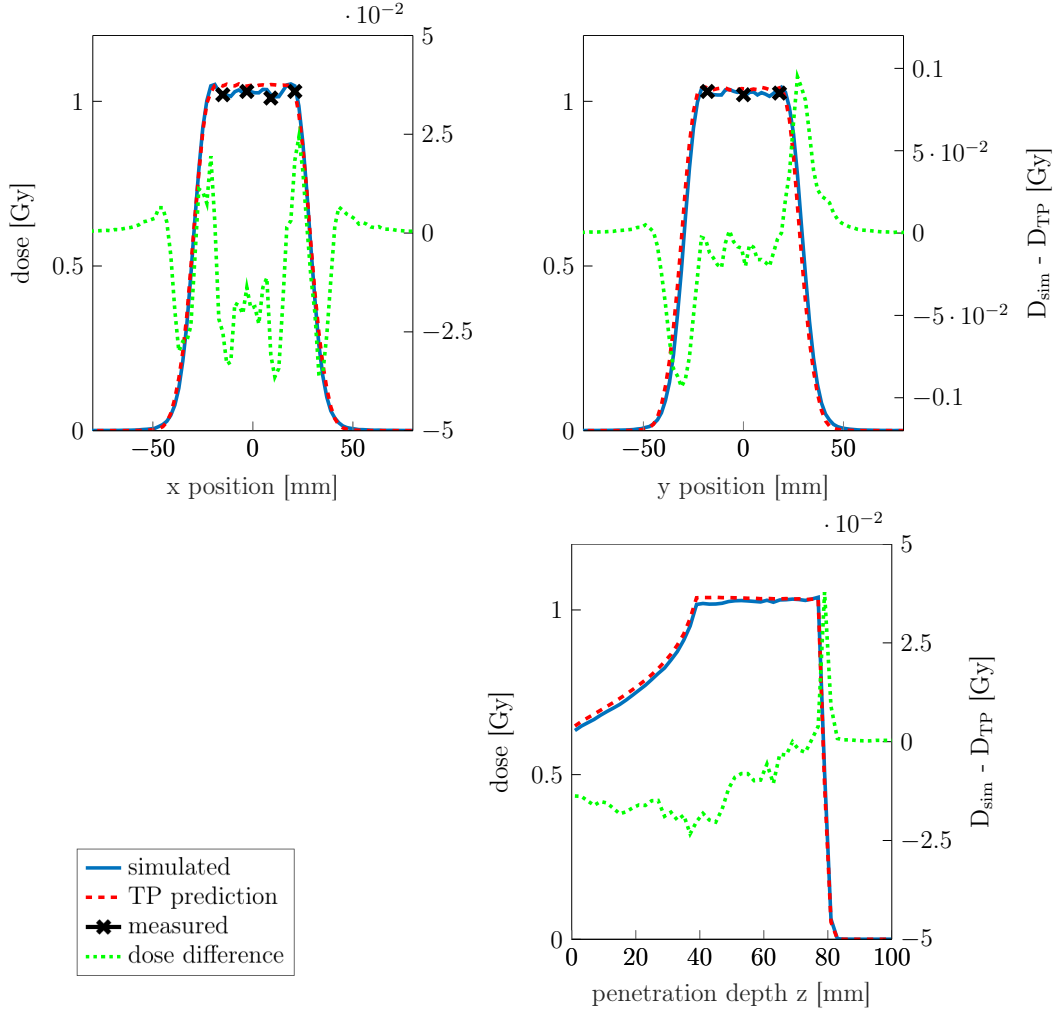 · 10⁻²
1
0.5
0
dose [Gy]
−50
0
50
x position [mm]
5
2.5
0
−2.5
−5
1
0.5
0
−50
0
50
y position [mm]
0.1
5 · 10⁻²
0
−5 · 10⁻²
−0.1
D_sim - D_TP [Gy]
· 10⁻²
1
0.5
0
dose [Gy]
0
20
40
60
80
100
penetration depth z [mm]
5
2.5
0
−2.5
−5
D_sim - D_TP [Gy]
simulated
TP prediction
measured
dose difference